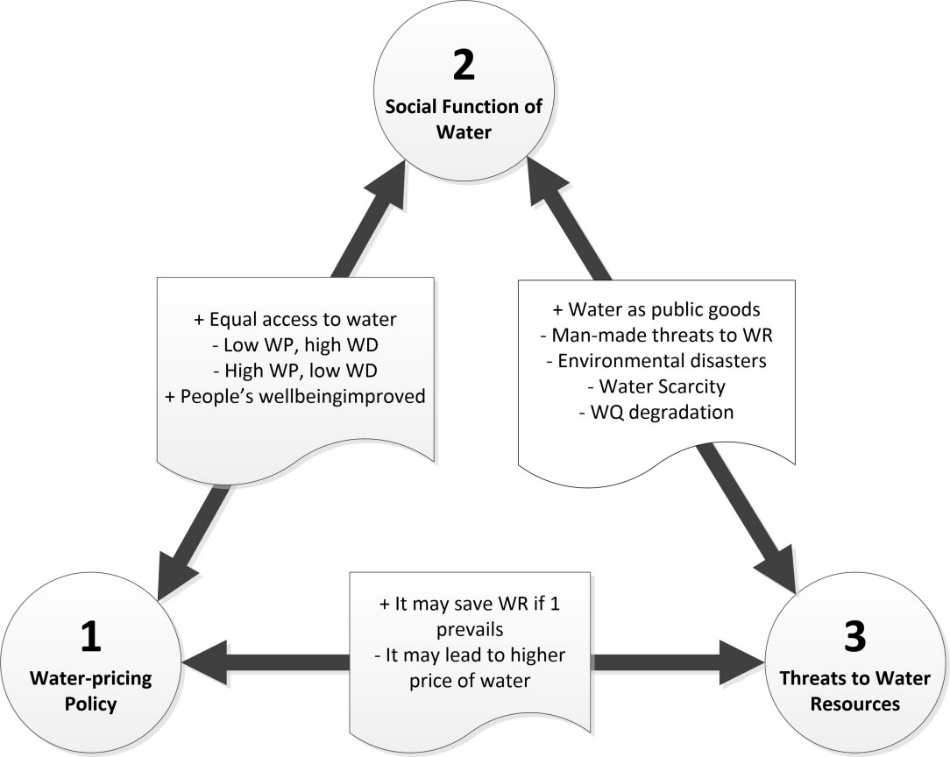 2
Social Function of
Water
+ Equal access to water
- Low WP, high WD
- High WP, low WD
+ People’s wellbeingimproved
+ Water as public goods
- Man-made threats to WR
- Environmental disasters
- Water Scarcity
- WQ degradation
1
Water-pricing
Policy
+ It may save WR if 1
prevails
- It may lead to higher
price of water
3
Threats to Water
Resources